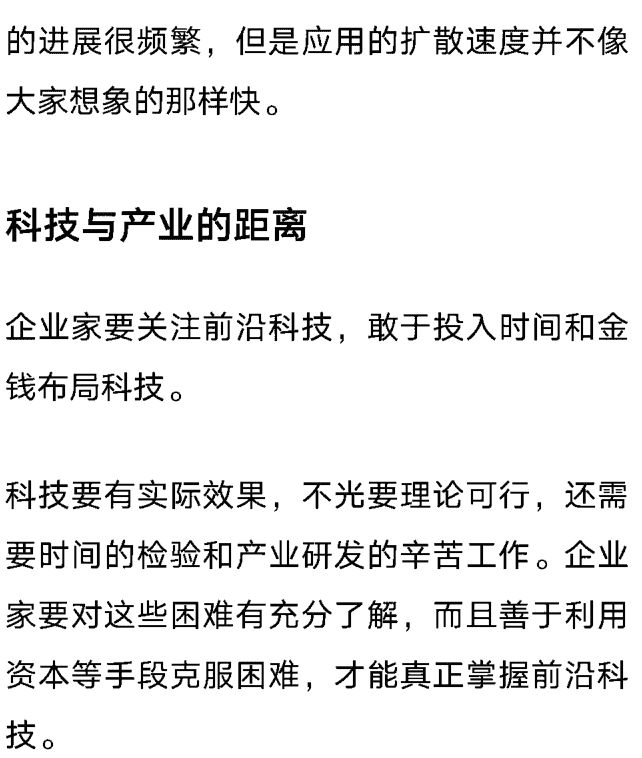 的进展很频繁，但是应用的扩散速度并不像
大家想象的那样快。
科技与产业的距离
企业家要关注前沿科技，敢于投入时间和金
钱布局科技。
科技要有实际效果，不光要理论可行，还需
要时间的检验和产业研发的辛苦工作。企业
家要对这些困难有充分了解，而且善于利用
资本等手段克服困难，才能真正掌握前沿科
技。